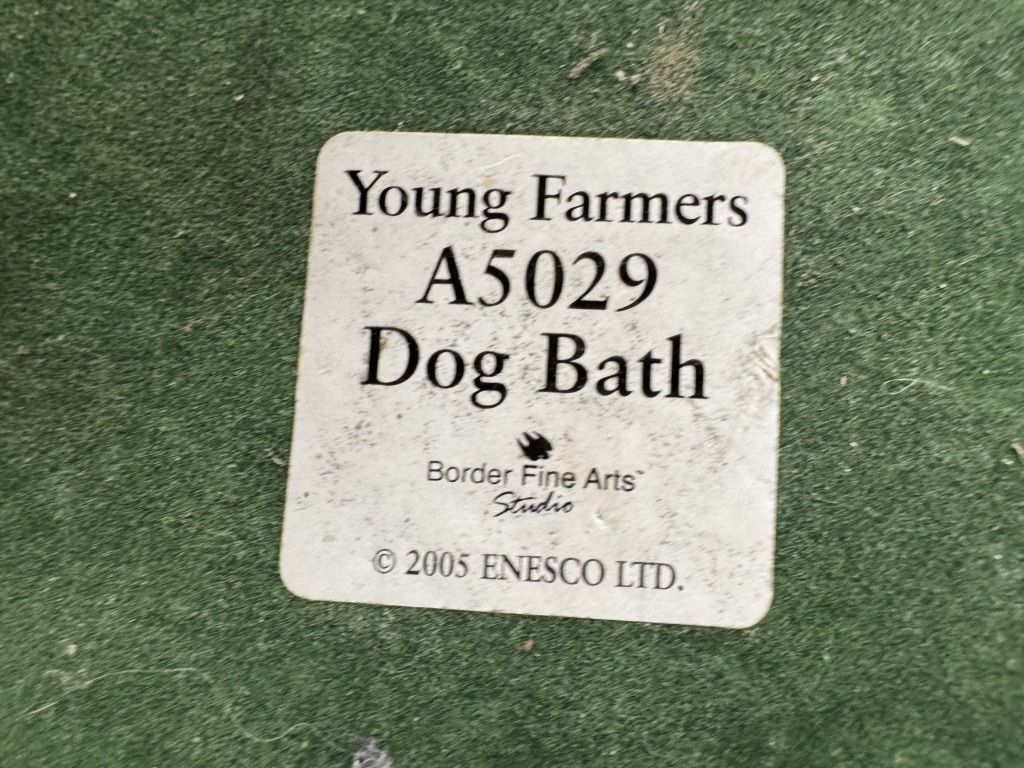 Young Farmers
A5029
Dog Bath
Border Fine Arts™
Studio
© 2005 ENESCO LTD.